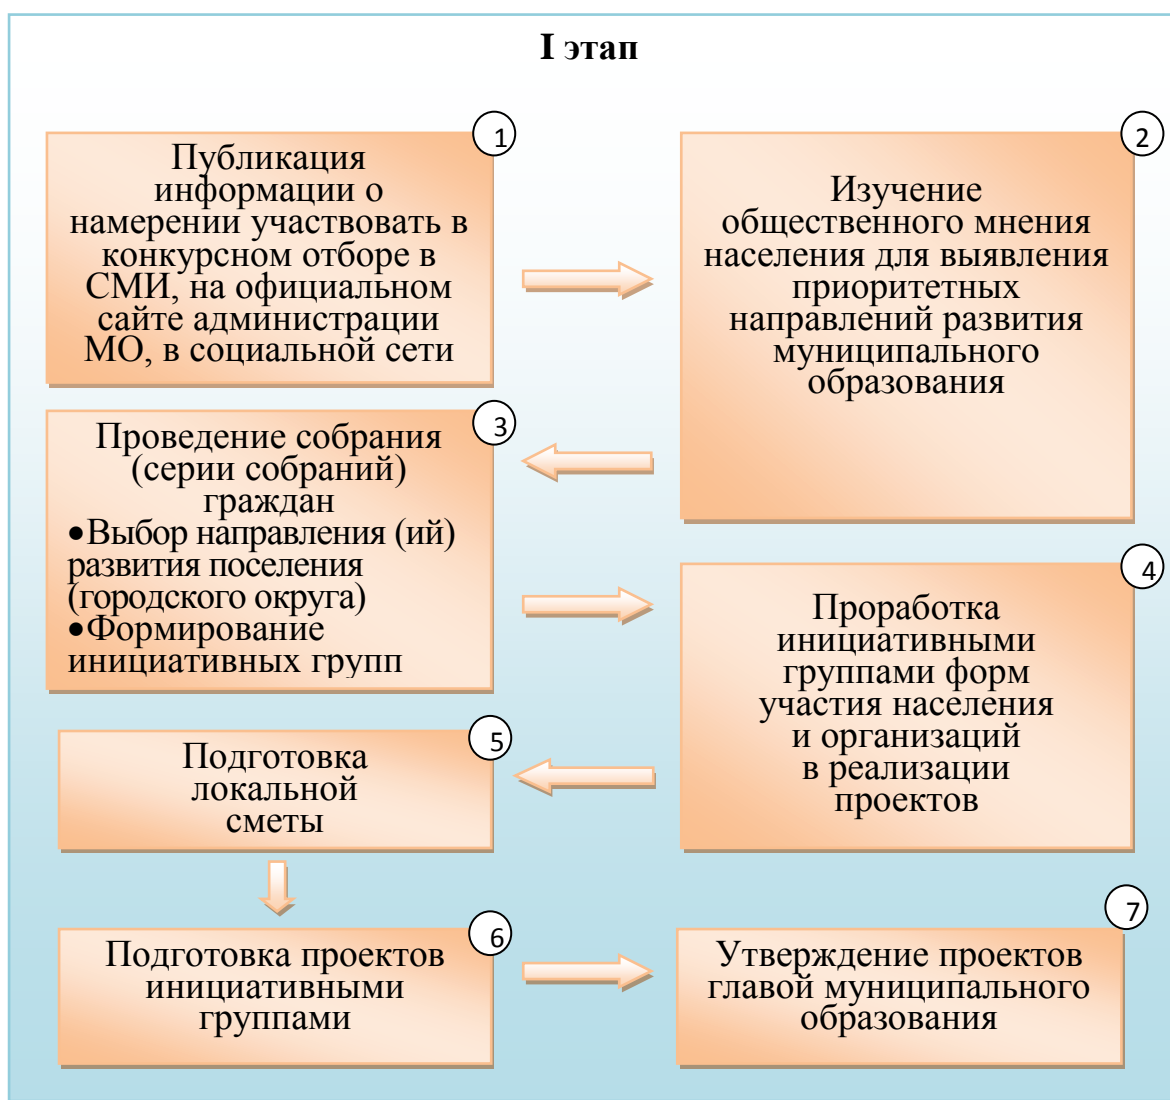 I этап
1
Публикация
информации о
намерении участвовать в
конкурсном отборе в
СМИ, на официальном
сайте администрации
МО, в социальной сети
2
Изучение
общественного мнения
населения для выявления
приоритетных
направлений развития
муниципального
образования
3
Проведение собрания
(серии собраний)
граждан
•Выбор направления (ий)
развития поселения
(городского округа)
•Формирование
инициативных групп
4
Проработка
инициативными
группами форм
участия населения
и организаций
в реализации
проектов
5
Подготовка
локальной
сметы
6
Подготовка проектов
инициативными
группами
7
Утверждение проектов
главой муниципального
образования